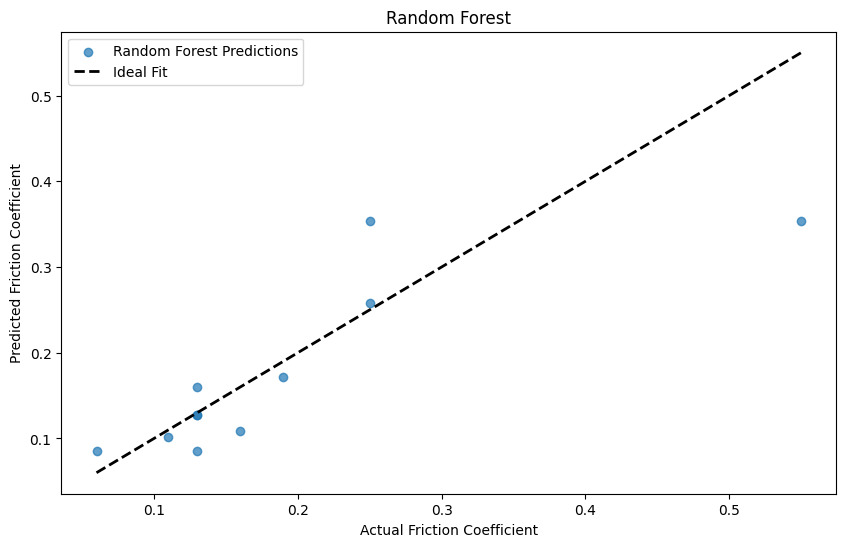 Random Forest
Random Forest Predictions
Ideal Fit
Predicted Friction Coefficient
0.5
0.4
0.3
0.2
0.1
0.1 0.2 0.3 0.4 0.5
Actual Friction Coefficient